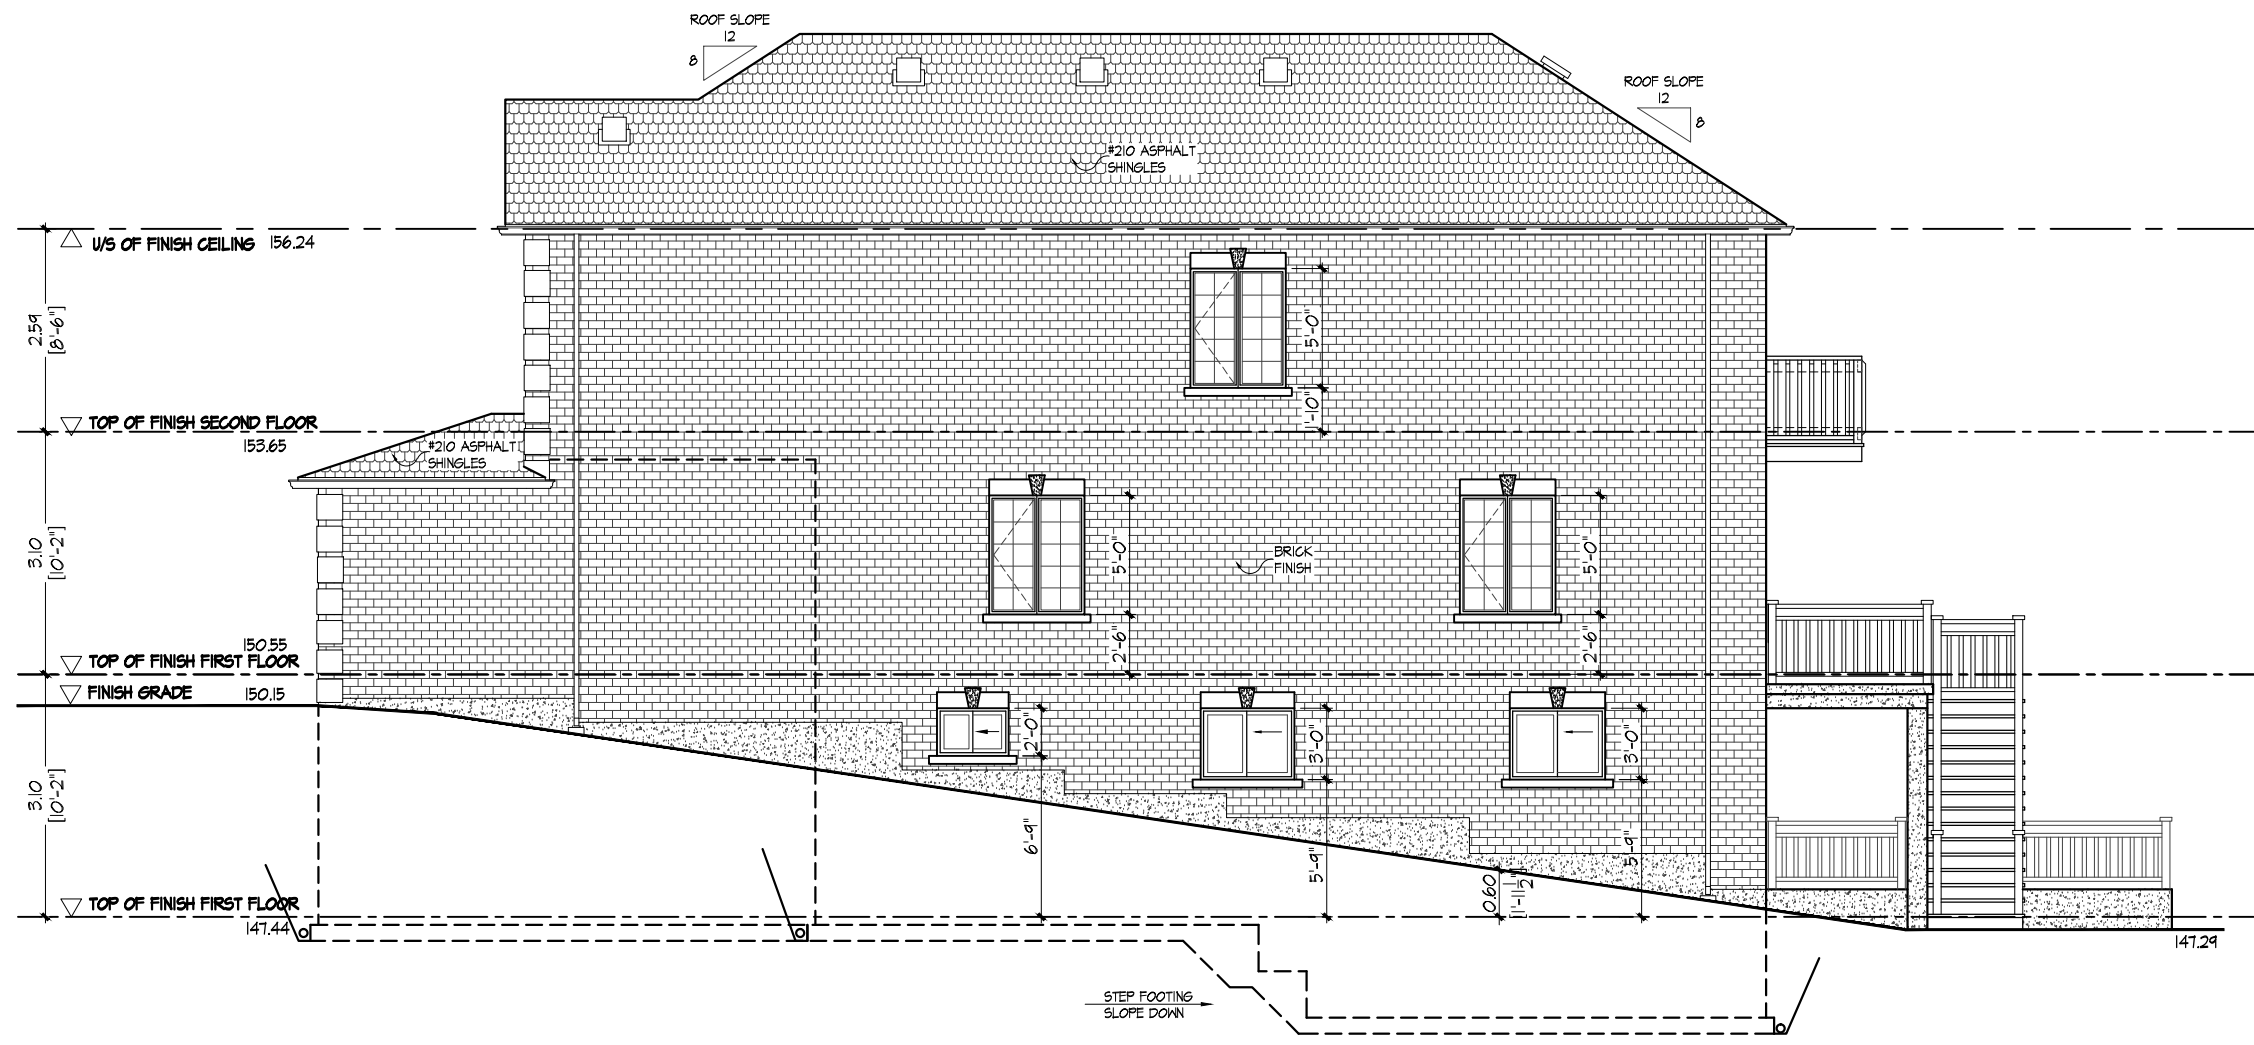 ROOF SLOPE
12
8
ROOF SLOPE
12
8
#210 ASPHALT
SHINGLES
U/S OF FINISH CEILING 156.24
2.59
[8'-6"]
5'-0"
1'-10"
TOP OF FINISH SECOND FLOOR
153.65
#210 ASPHALT
SHINGLES
3.10
[10'-2"]
5'-0"
BRICK
FINISH
5'-0"
2'-6"
2'-6"
150.55
TOP OF FINISH FIRST FLOOR
FINISH GRADE 150.15
2'-0"
3'-0"
3'-0"
3.10
[10'-2"]
6'-9"
5'-9"
5'-9"
0.60
1'-11 1/2"
TOP OF FINISH FIRST FLOOR
147.44
147.29
STEP FOOTING
SLOPE DOWN